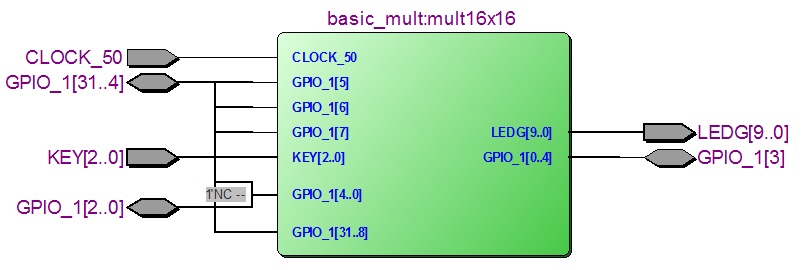 basic_mult:mult16x16
CLOCK_50
CLOCK_50
GPIO_1[31..4]
GPIO_1[5]
GPIO_1[6]
GPIO_1[7]
LEDG[9..0]
LEDG[9..0]
KEY[2..0]
KEY[2..0]
GPIO_1[0..4]
GPIO_1[3]
1'NC --
GPIO_1[4..0]
GPIO_1[2..0]
GPIO_1[31..8]